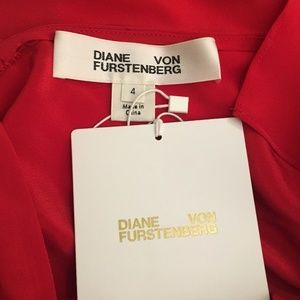 DIANE VON
FURSTENBERG
4
Made in
China
DIANE VON
FURSTENBERG